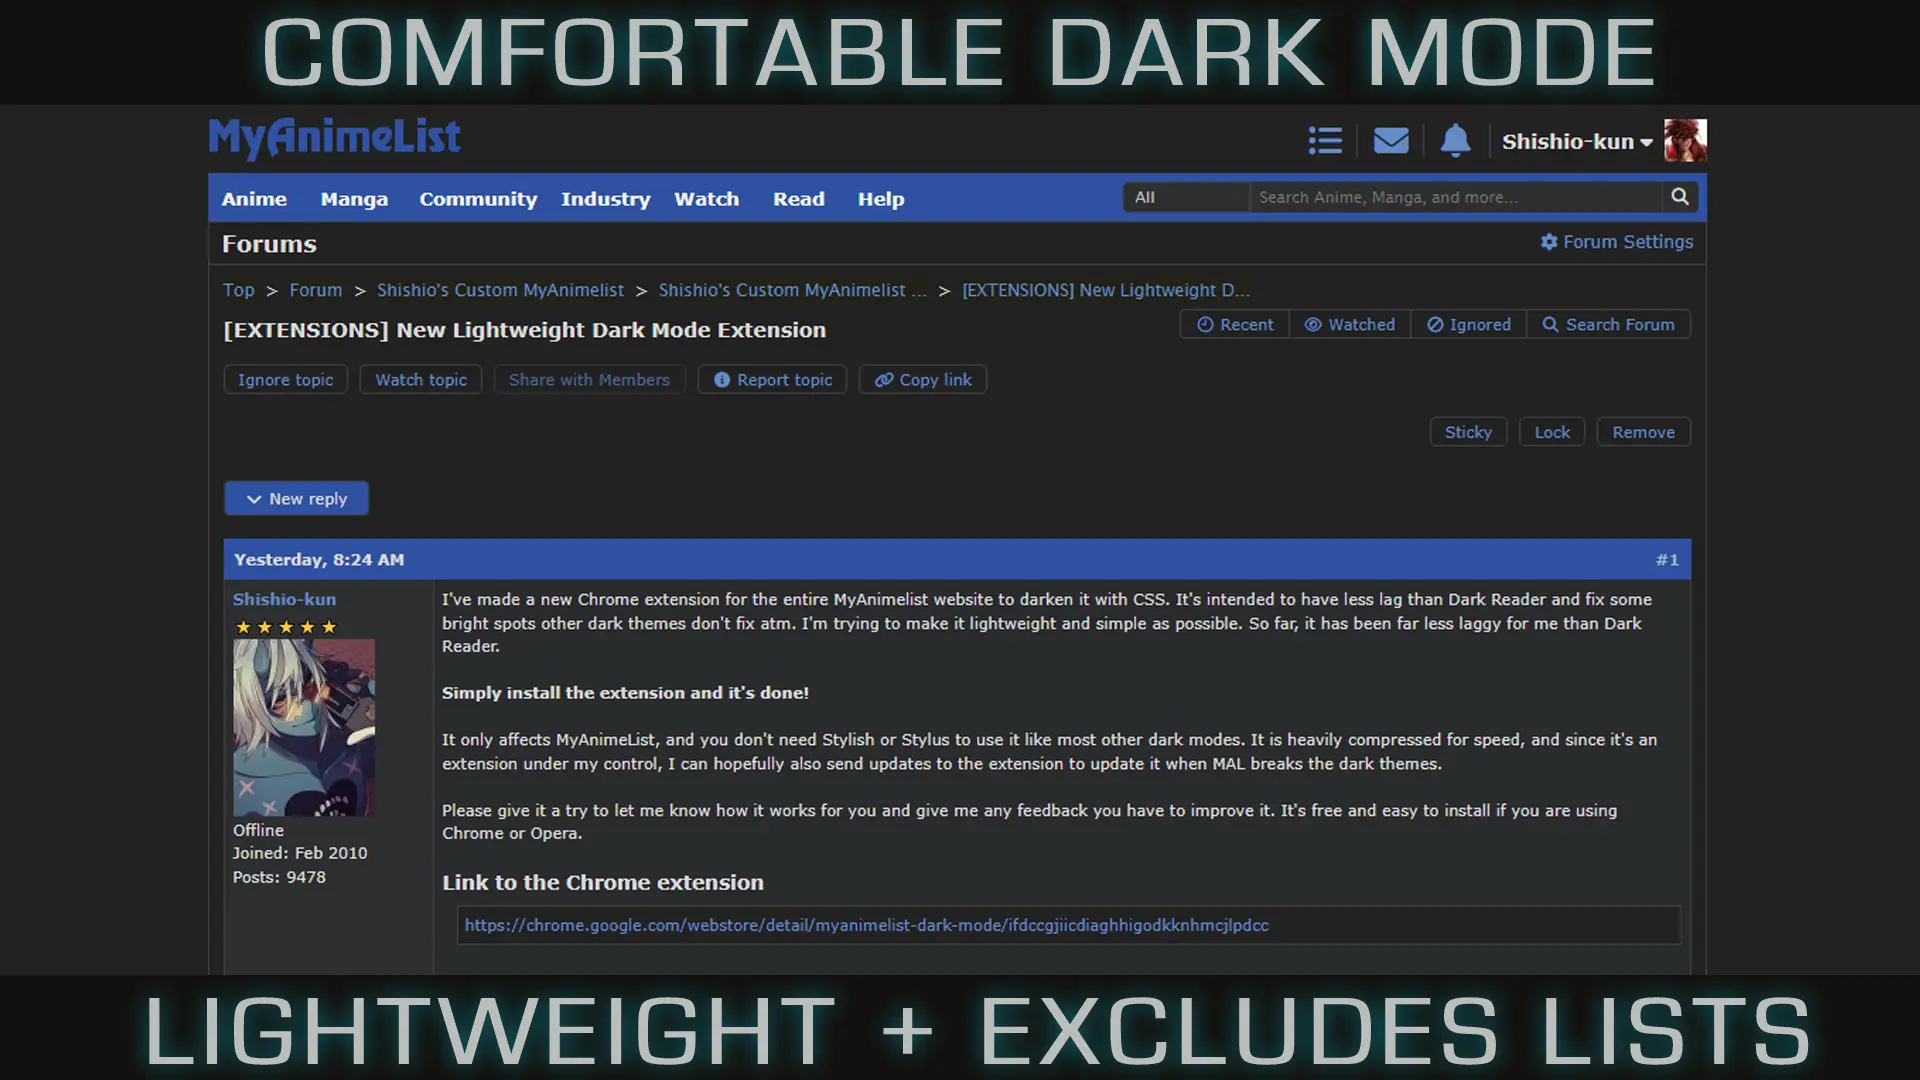 COMFORTABLE DARK MODE
MyAnimeList
Shishio-kun
Anime Manga Community Industry Watch Read Help
All Search Anime, Manga, and more...
Forums
Forum Settings
Top > Forum > Shishio's Custom MyAnimelist > Shishio's Custom MyAnimelist ... > [EXTENSIONS] New Lightweight D...
[EXTENSIONS] New Lightweight Dark Mode Extension
Recent Watched Ignored Search Forum
Ignore topic Watch topic Share with Members Report topic Copy link
Sticky Lock Remove
New reply
Yesterday, 8:24 AM #1
Shishio-kun
Offline
Joined: Feb 2010
Posts: 9478
I've made a new Chrome extension for the entire MyAnimelist website to darken it with CSS. It's intended to have less lag than Dark Reader and fix some
bright spots other dark themes don't fix atm. I'm trying to make it lightweight and simple as possible. So far, it has been far less laggy for me than Dark
Reader.
Simply install the extension and it's done!
It only affects MyAnimeList, and you don't need Stylish or Stylus to use it like most other dark modes. It is heavily compressed for speed, and since it's an
extension under my control, I can hopefully also send updates to the extension to update it when MAL breaks the dark themes.
Please give it a try to let me know how it works for you and give me any feedback you have to improve it. It's free and easy to install if you are using
Chrome or Opera.
Link to the Chrome extension
https://chrome.google.com/webstore/detail/myanimelist-dark-mode/ifdccgjiicdiaghhigodkknhmcjlpdcc
LIGHTWEIGHT + EXCLUDES LISTS